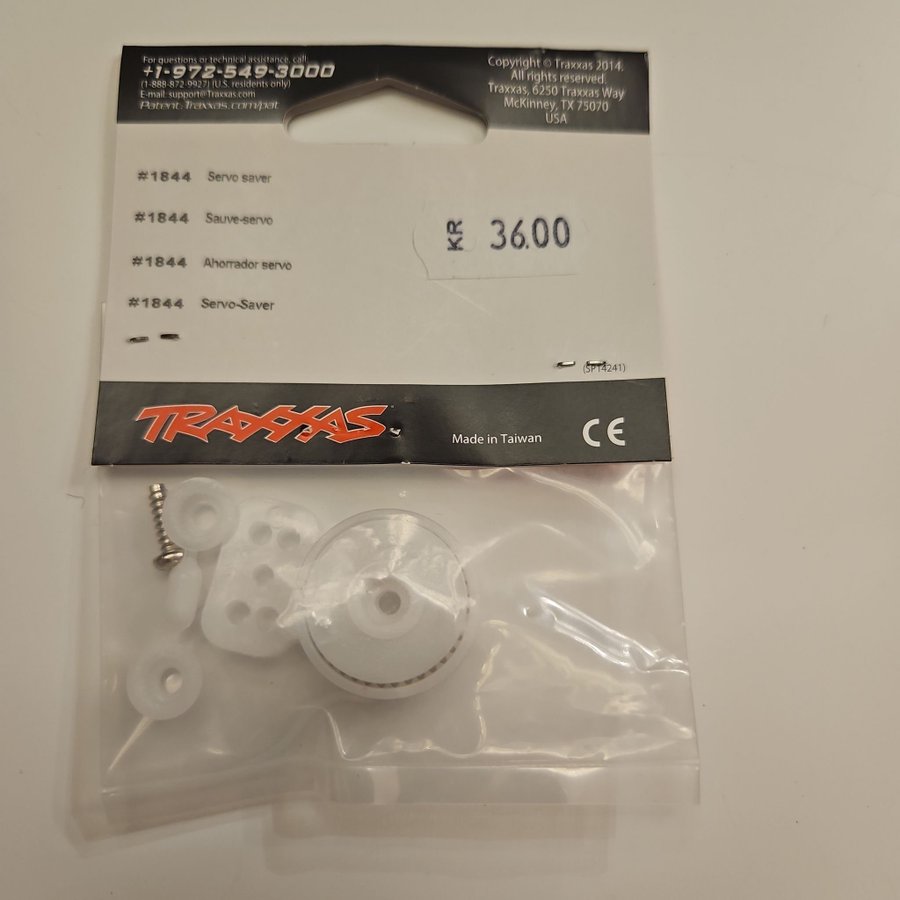 For questions or technical assistance, call
+1-972-549-3000
(1-888-872-9927) (U.S. residents only)
E-mail: support@Traxxas.com
Patent: Traxxas.com/pat
Copyright © Traxxas 2014.
All rights reserved.
Traxxas, 6250 Traxxas Way
McKinney, TX 75070
USA
#1844 Servo saver
#1844 Sauve-servo
#1844 Ahorrador servo
#1844 Servo-Saver
KR 36.00
(SP14241)
TRAXXAS
Made in Taiwan
CE